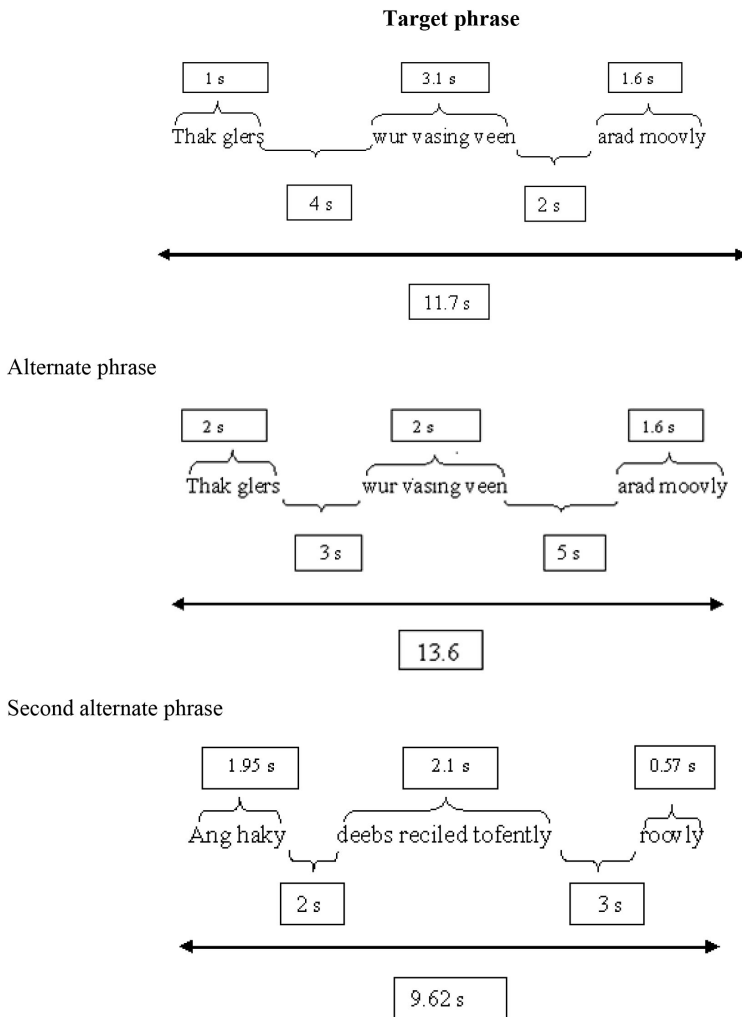 Target phrase
1 s 3.1 s 1.6 s
Thak glers wur vasing veen arad moovly
4 s 2 s
11.7 s
Alternate phrase
2 s 2 s 1.6 s
Thak glers wur vasing veen arad moovly
3 s 5 s
13.6
Second alternate phrase
1.95 s 2.1 s 0.57 s
Ang haky deebs reciled tofently roovly
2 s 3 s
9.62 s